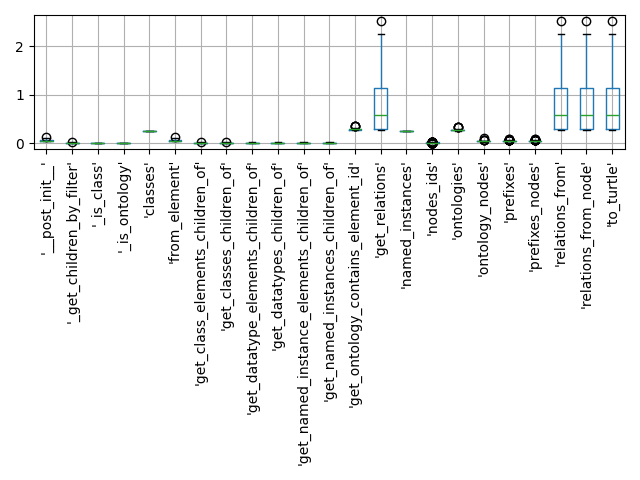 2
1
0
'__post_init__'
'_get_children_by_filter'
'_is_class'
'_is_ontology'
'classes'
'from_element'
'get_class_elements_children_of'
'get_classes_children_of'
'get_datatype_elements_children_of'
'get_datatypes_children_of'
'get_named_instance_elements_children_of'
'get_named_instances_children_of'
'get_ontology_contains_element_id'
'get_relations'
'named_instances'
'nodes_ids'
'ontologies'
'ontology_nodes'
'prefixes'
'prefixes_nodes'
'relations_from'
'relations_from_node'
'to_turtle'